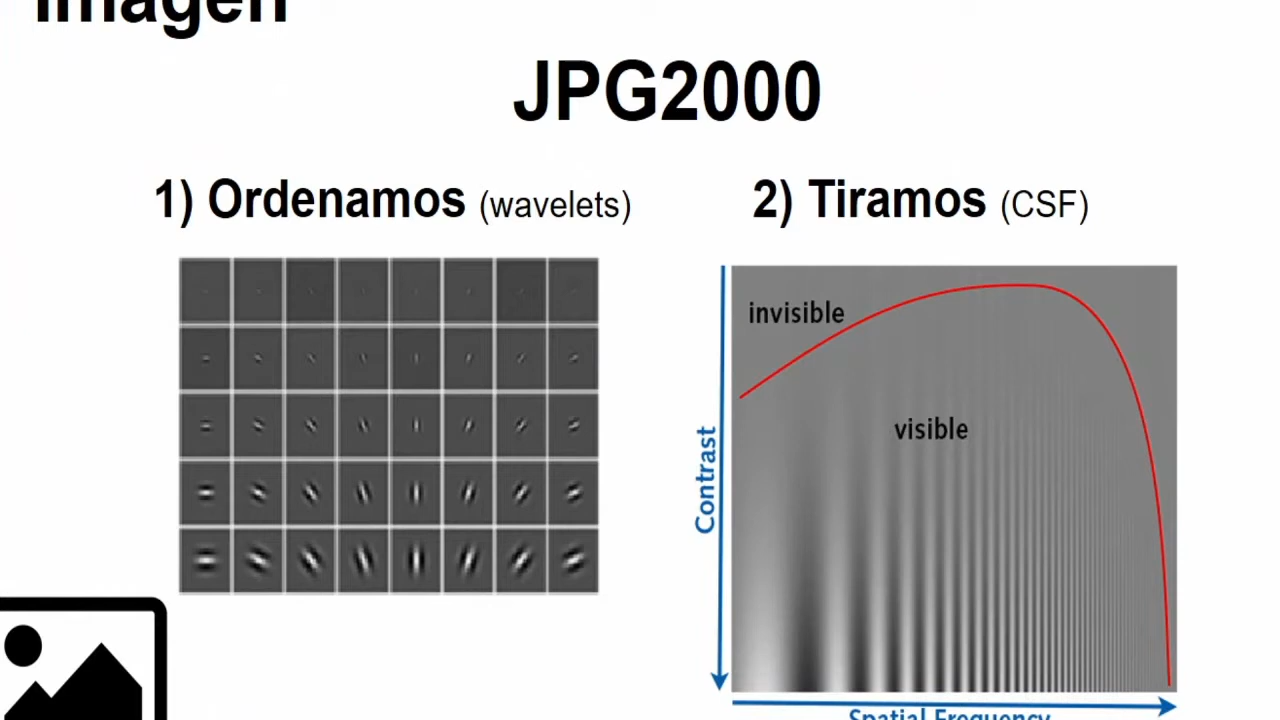 Imagen
JPG2000
1) Ordenamos (wavelets)
2) Tiramos (CSF)
invisible
visible
Contrast
Spatial Frequency